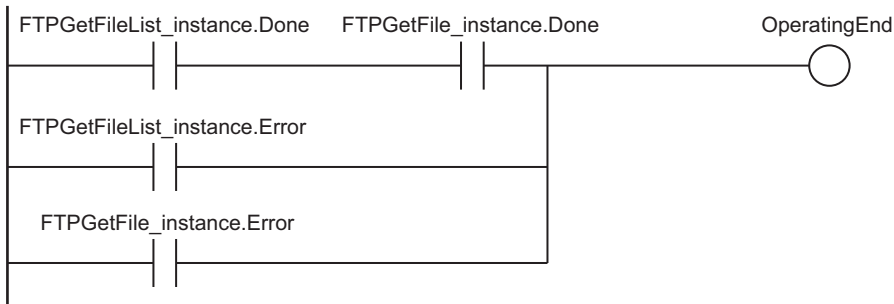 FTPGetFileList_instance.Done FTPGetFile_instance.Done OperatingEnd
FTPGetFileList_instance.Error
FTPGetFile_instance.Error